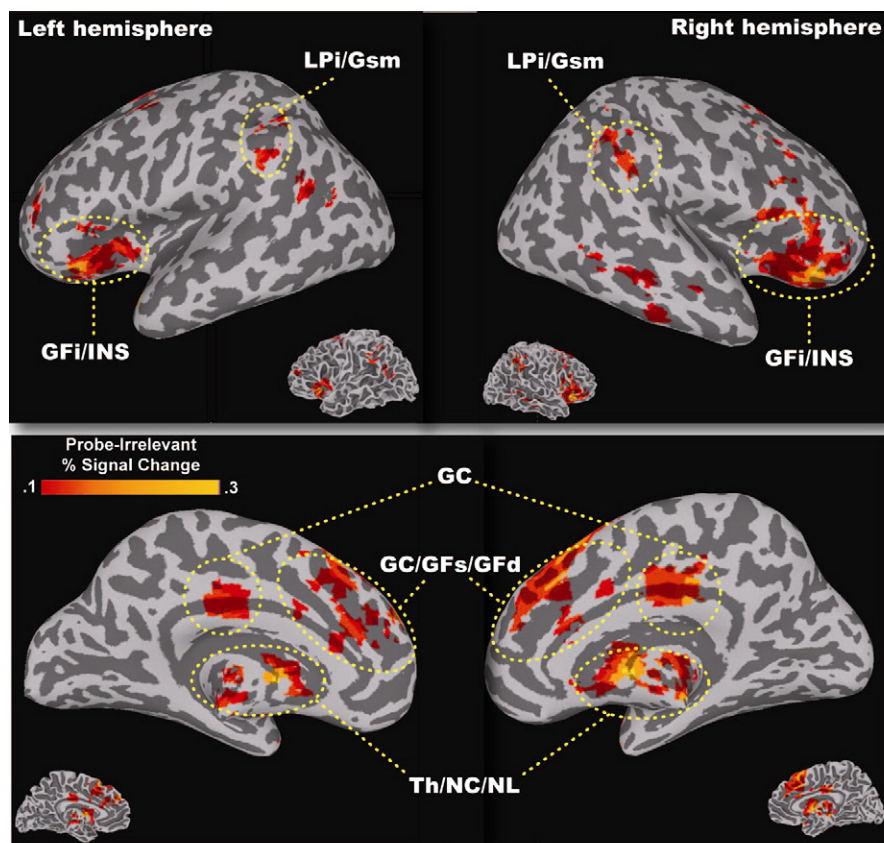 Left hemisphere
Right hemisphere
LPi/Gsm
LPi/Gsm
GFi/INS
GFi/INS
Probe-Irrelevant
% Signal Change
.1
.3
GC
GC/GFs/GFd
Th/NC/NL